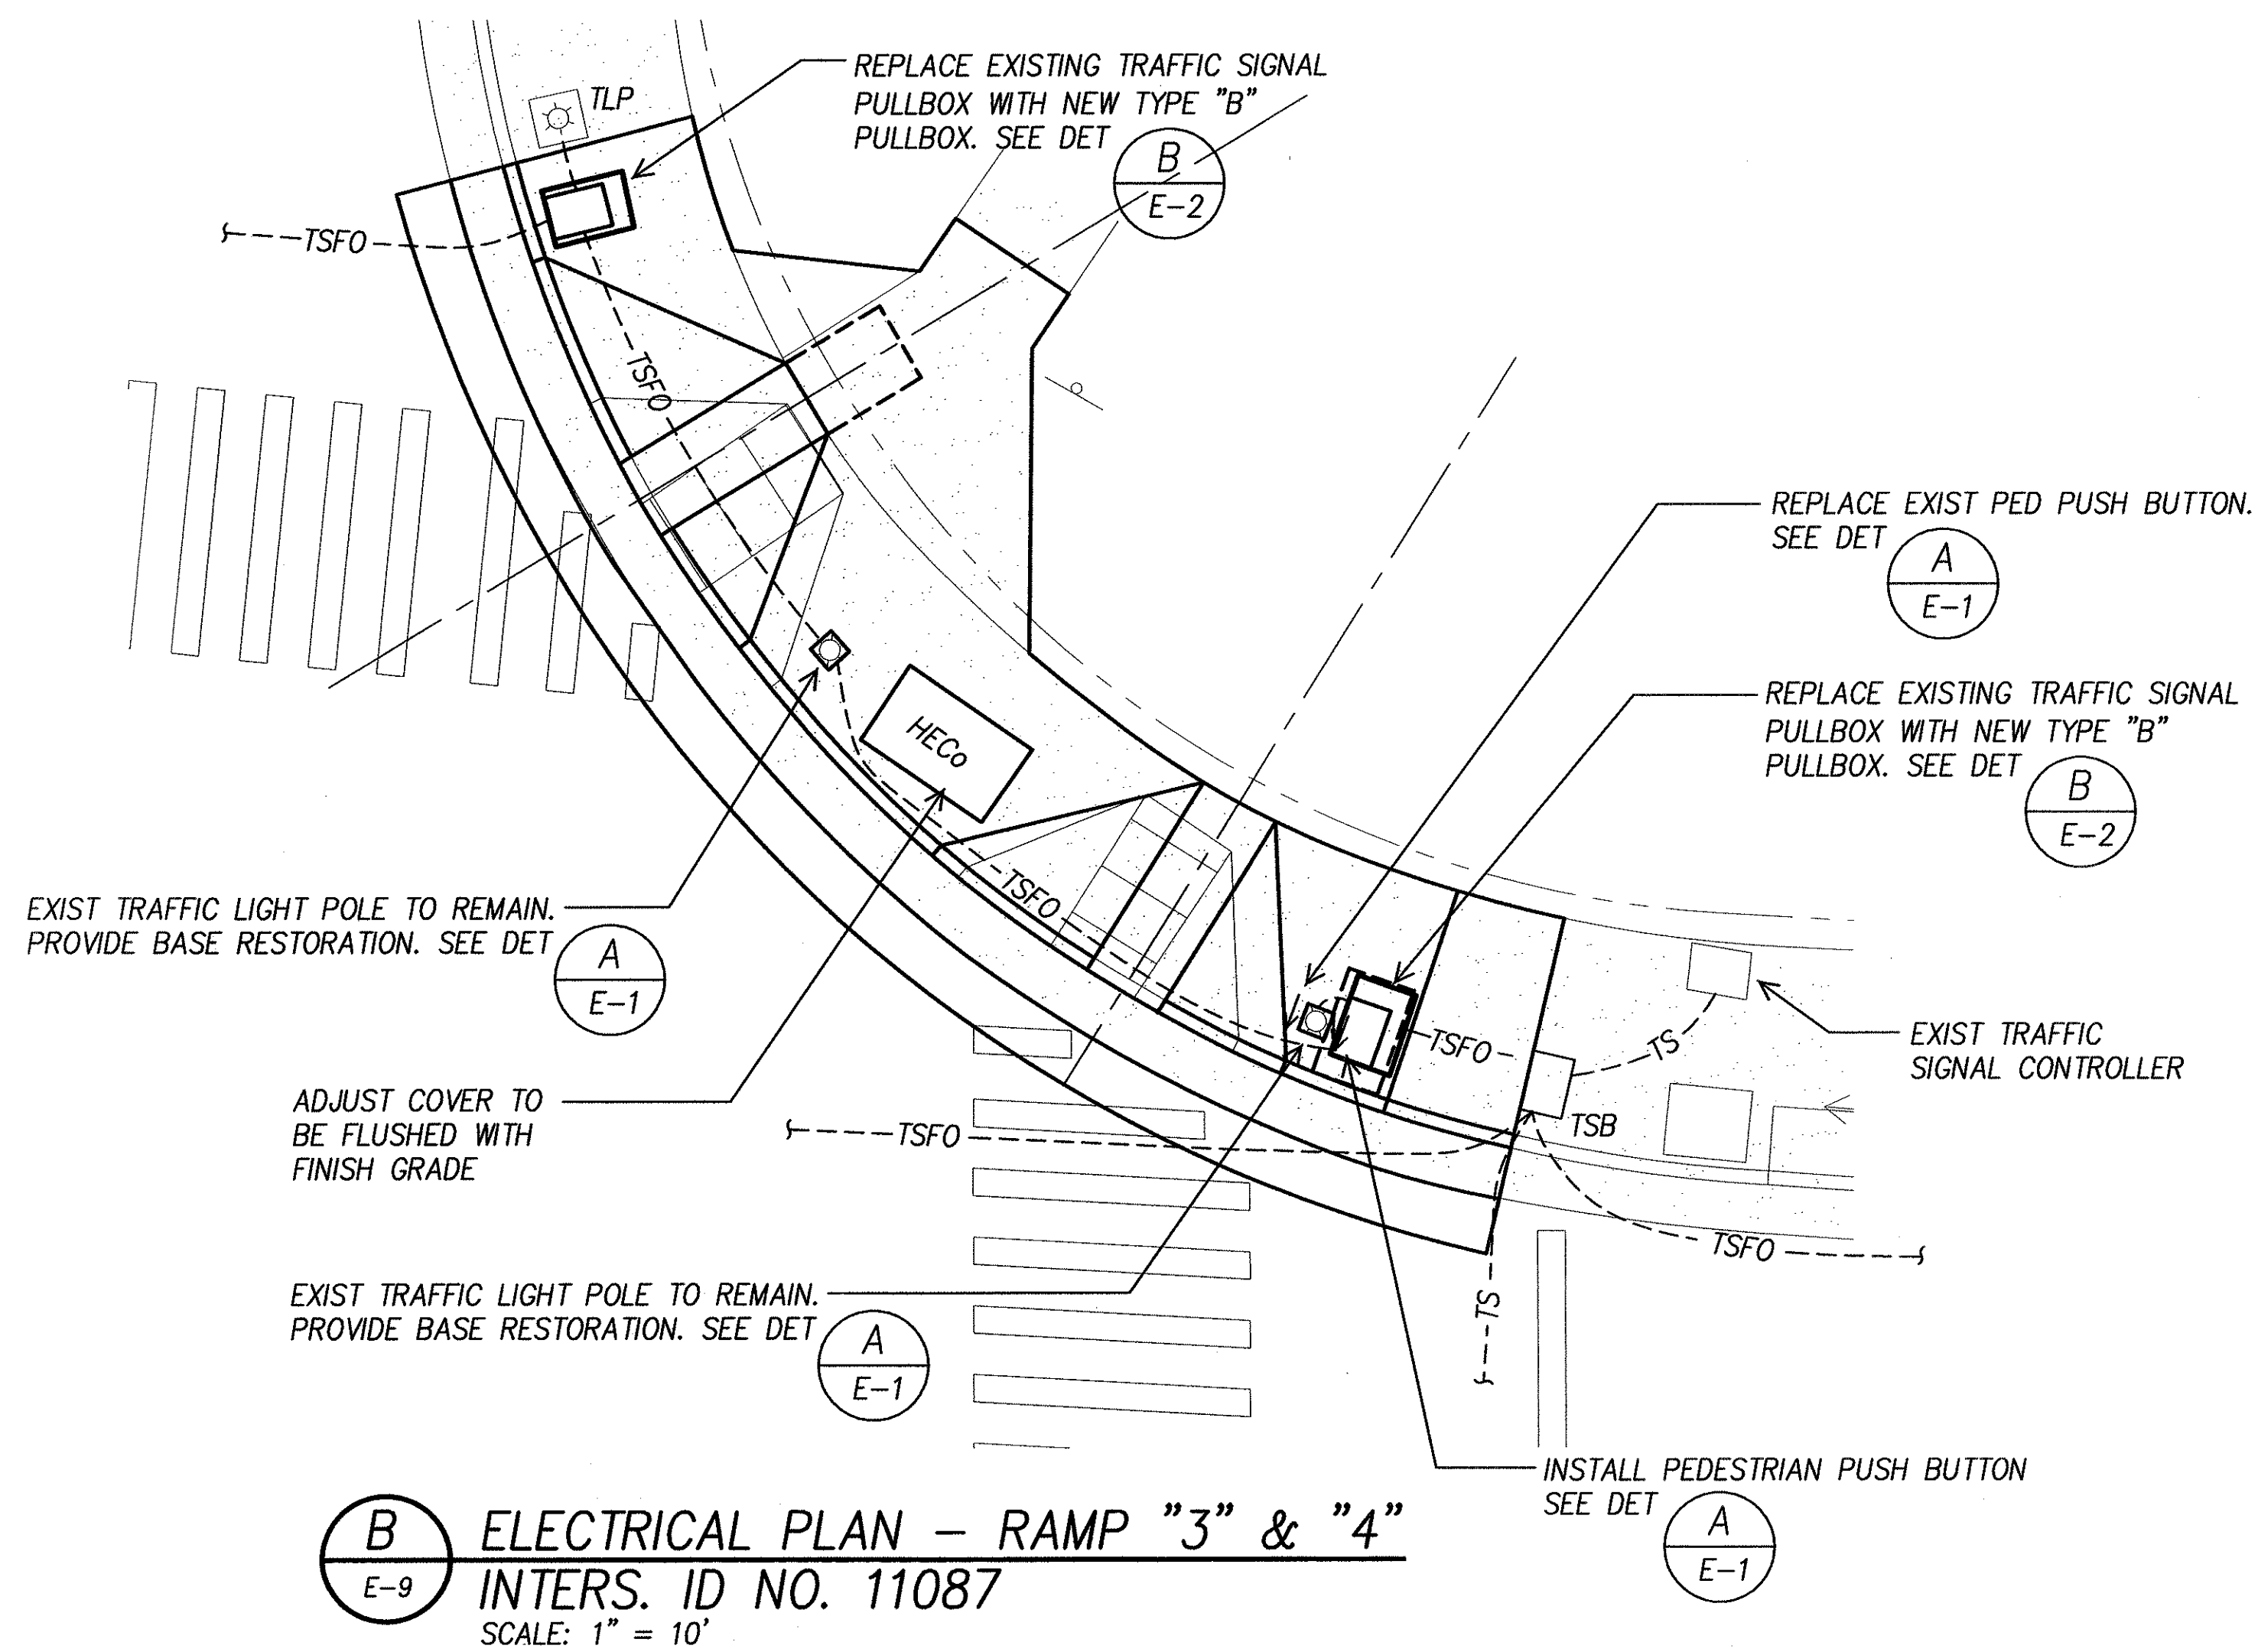 REPLACE EXISTING TRAFFIC SIGNAL
PULLBOX WITH NEW TYPE "B"
PULLBOX. SEE DET
B
E-2
TLP
TSFO
TSFO
REPLACE EXIST PED PUSH BUTTON.
SEE DET
A
E-1
REPLACE EXISTING TRAFFIC SIGNAL
PULLBOX WITH NEW TYPE "B"
PULLBOX. SEE DET
B
E-2
HECo
TSFO
EXIST TRAFFIC LIGHT POLE TO REMAIN.
PROVIDE BASE RESTORATION. SEE DET
A
E-1
TSFO
TS
EXIST TRAFFIC
SIGNAL CONTROLLER
ADJUST COVER TO
BE FLUSHED WITH
FINISH GRADE
TSFO
TSB
TSFO
TS
EXIST TRAFFIC LIGHT POLE TO REMAIN.
PROVIDE BASE RESTORATION. SEE DET
A
E-1
INSTALL PEDESTRIAN PUSH BUTTON
SEE DET
A
E-1
B
E-9
ELECTRICAL PLAN - RAMP "3" & "4"
INTERS. ID NO. 11087
SCALE: 1" = 10'